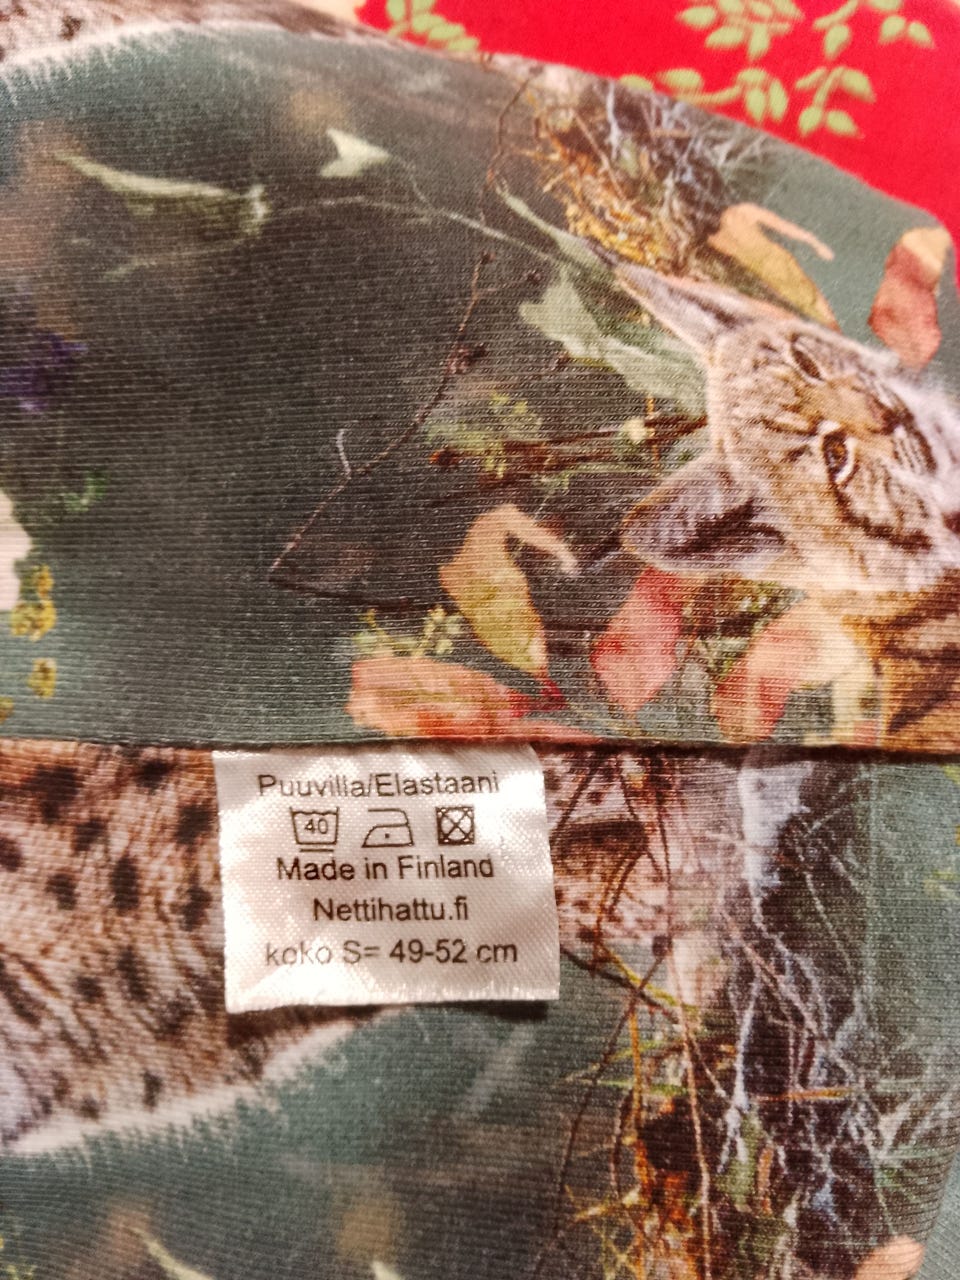 Puuvilla/Elastaani
40
Made in Finland
Nettihattu.fi
koko S= 49-52 cm